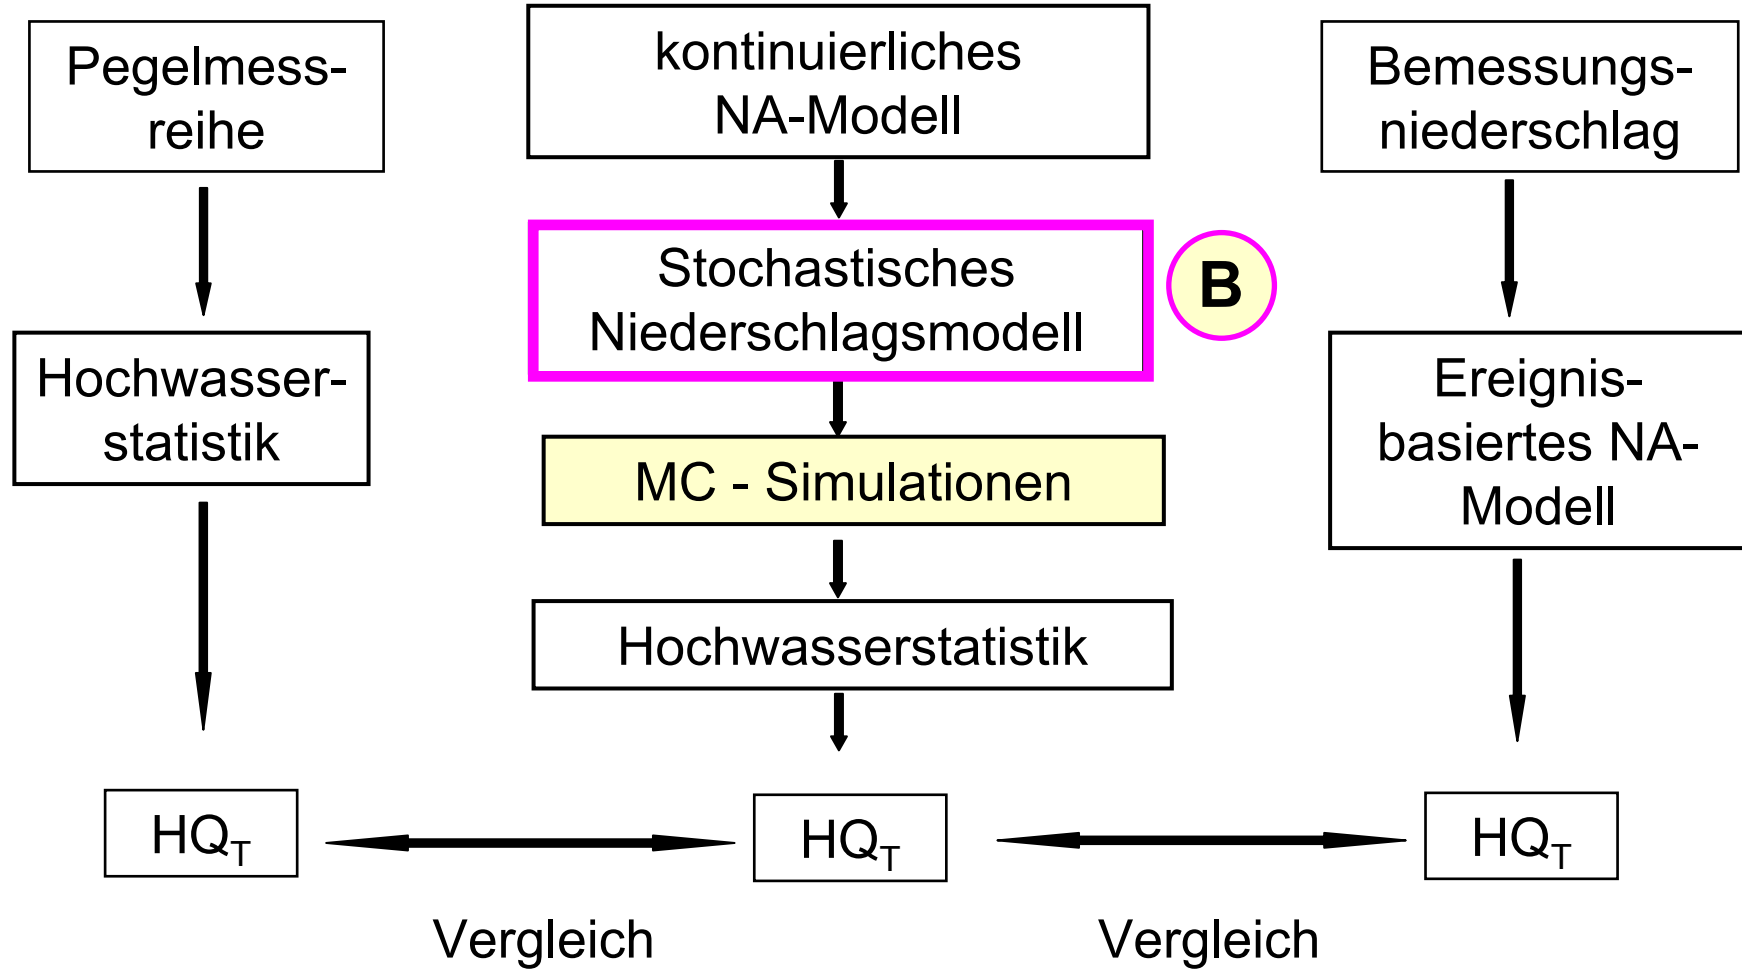 Pegelmess-
reihe
Hochwasser-
statistik
HQT
kontinuierliches
NA-Modell
Stochastisches
Niederschlagsmodell
B
MC - Simulationen
Hochwasserstatistik
HQT
Bemessungs-
niederschlag
Ereignis-
basiertes NA-
Modell
HQT
Vergleich
Vergleich